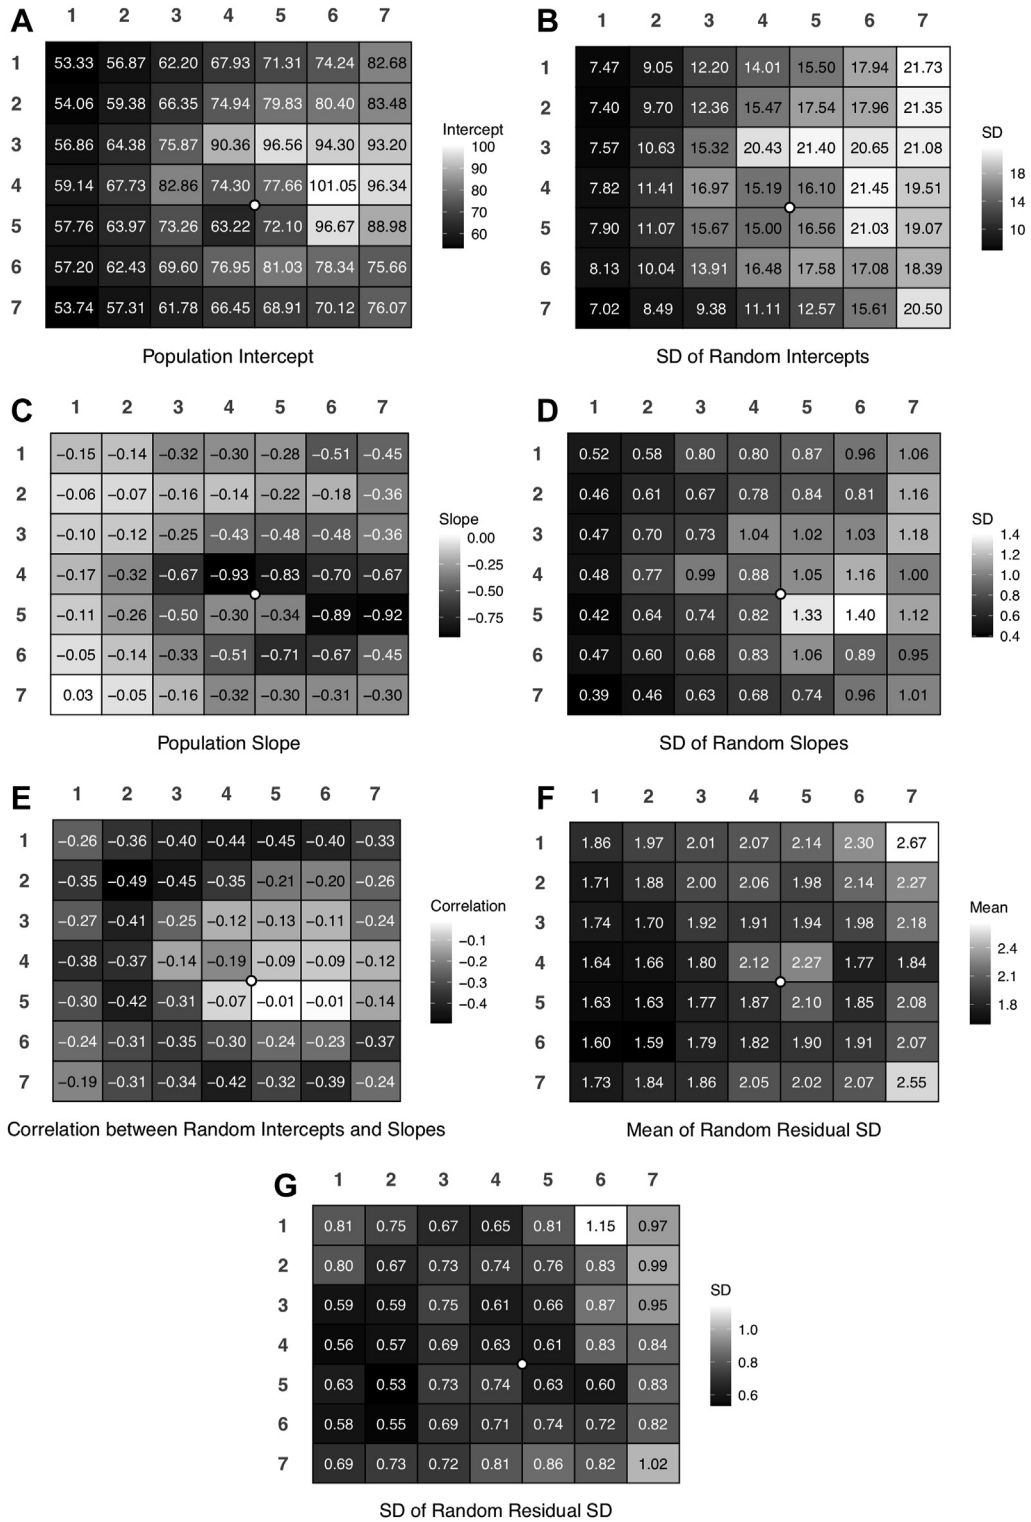 A
1 2 3 4 5 6 7
1 53.33 56.87 62.20 67.93 71.31 74.24 82.68
2 54.06 59.38 66.35 74.94 79.83 80.40 83.48
3 56.86 64.38 75.87 90.36 96.56 94.30 93.20
4 59.14 67.73 82.86 74.30 77.66 101.05 96.34
5 57.76 63.97 73.26 63.22 72.10 96.67 88.98
6 57.20 62.43 69.60 76.95 81.03 78.34 75.66
7 53.74 57.31 61.78 66.45 68.91 70.12 76.07
Intercept
100
90
80
70
60
Population Intercept
B
1 2 3 4 5 6 7
1 7.47 9.05 12.20 14.01 15.50 17.94 21.73
2 7.40 9.70 12.36 15.47 17.54 17.96 21.35
3 7.57 10.63 15.32 20.43 21.40 20.65 21.08
4 7.82 11.41 16.97 15.19 16.10 21.45 19.51
5 7.90 11.07 15.67 15.00 16.56 21.03 19.07
6 8.13 10.04 13.91 16.48 17.58 17.08 18.39
7 7.02 8.49 9.38 11.11 12.57 15.61 20.50
SD
18
14
10
SD of Random Intercepts
C
1 2 3 4 5 6 7
1 −0.15 −0.14 −0.32 −0.30 −0.28 −0.51 −0.45
2 −0.06 −0.07 −0.16 −0.14 −0.22 −0.18 −0.36
3 −0.10 −0.12 −0.25 −0.43 −0.48 −0.48 −0.36
4 −0.17 −0.32 −0.67 −0.93 −0.83 −0.70 −0.67
5 −0.11 −0.26 −0.50 −0.30 −0.34 −0.89 −0.92
6 −0.05 −0.14 −0.33 −0.51 −0.71 −0.67 −0.45
7 0.03 −0.05 −0.16 −0.32 −0.30 −0.31 −0.30
Slope
0.00
−0.25
−0.50
−0.75
Population Slope
D
1 2 3 4 5 6 7
1 0.52 0.58 0.80 0.80 0.87 0.96 1.06
2 0.46 0.61 0.67 0.78 0.84 0.81 1.16
3 0.47 0.70 0.73 1.04 1.02 1.03 1.18
4 0.48 0.77 0.99 0.88 1.05 1.16 1.00
5 0.42 0.64 0.74 0.82 1.33 1.40 1.12
6 0.47 0.60 0.68 0.83 1.06 0.89 0.95
7 0.39 0.46 0.63 0.68 0.74 0.96 1.01
SD
1.4
1.2
1.0
0.8
0.6
0.4
SD of Random Slopes
E
1 2 3 4 5 6 7
1 −0.26 −0.36 −0.40 −0.44 −0.45 −0.40 −0.33
2 −0.35 −0.49 −0.45 −0.35 −0.21 −0.20 −0.26
3 −0.27 −0.41 −0.25 −0.12 −0.13 −0.11 −0.24
4 −0.38 −0.37 −0.14 −0.19 −0.09 −0.09 −0.12
5 −0.30 −0.42 −0.31 −0.07 −0.01 −0.01 −0.14
6 −0.24 −0.31 −0.35 −0.30 −0.24 −0.23 −0.37
7 −0.19 −0.31 −0.34 −0.42 −0.32 −0.39 −0.24
Correlation
−0.1
−0.2
−0.3
−0.4
Correlation between Random Intercepts and Slopes
F
1 2 3 4 5 6 7
1 1.86 1.97 2.01 2.07 2.14 2.30 2.67
2 1.71 1.88 2.00 2.06 1.98 2.14 2.27
3 1.74 1.70 1.92 1.91 1.94 1.98 2.18
4 1.64 1.66 1.80 2.12 2.27 1.77 1.84
5 1.63 1.63 1.77 1.87 2.10 1.85 2.08
6 1.60 1.59 1.79 1.82 1.90 1.91 2.07
7 1.73 1.84 1.86 2.05 2.02 2.07 2.55
Mean
2.4
2.1
1.8
Mean of Random Residual SD
G
1 2 3 4 5 6 7
1 0.81 0.75 0.67 0.65 0.81 1.15 0.97
2 0.80 0.67 0.73 0.74 0.76 0.83 0.99
3 0.59 0.59 0.75 0.61 0.66 0.87 0.95
4 0.56 0.57 0.69 0.63 0.61 0.83 0.84
5 0.63 0.53 0.73 0.74 0.63 0.60 0.83
6 0.58 0.55 0.69 0.71 0.74 0.72 0.82
7 0.69 0.73 0.72 0.81 0.86 0.82 1.02
SD
1.0
0.8
0.6
SD of Random Residual SD